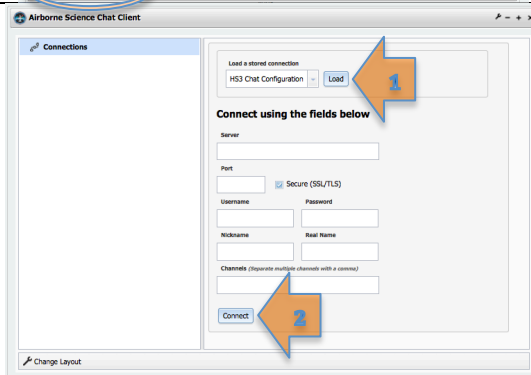 Airborne Science Chat Client
Connections
Load a stored connection
HS3 Chat Configuration Load 1
Connect using the fields below
Server
Port
Secure (SSL/TLS)
Username Password
Nickname Real Name
Channels (Separate multiple channels with a comma)
Connect 2
Change Layout